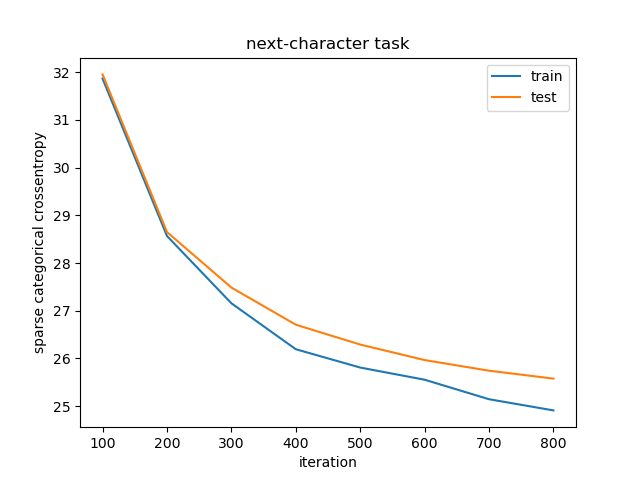 next-character task
train
test
32
31
30
29
28
27
26
25
sparse categorical crossentropy
100 200 300 400 500 600 700 800
iteration